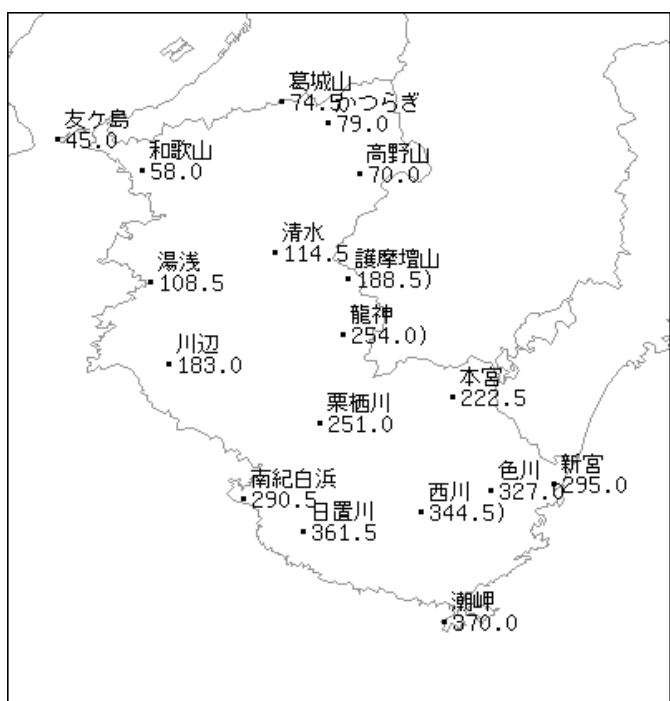 葛城山
74.5
かつらぎ
79.0
友ケ島
45.0
和歌山
58.0
高野山
70.0
清水
114.5
護摩壇山
188.5)
湯浅
108.5
龍神
254.0)
川辺
183.0
本宮
222.5
栗栖川
251.0
新宮
295.0
色川
327.0
南紀白浜
290.5
西川
344.5)
日置川
361.5
潮岬
370.0